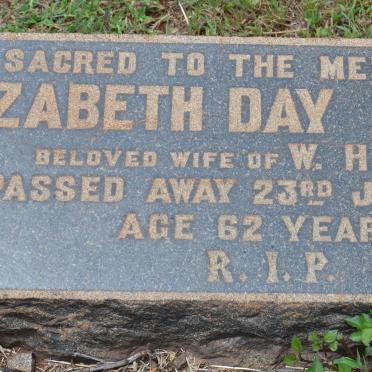 SACRED TO THE ME
ZABETH DAY
BELOVED WIFE OF W. H
PASSED AWAY 23RD J
AGE 62 YEAR
R. I. P.